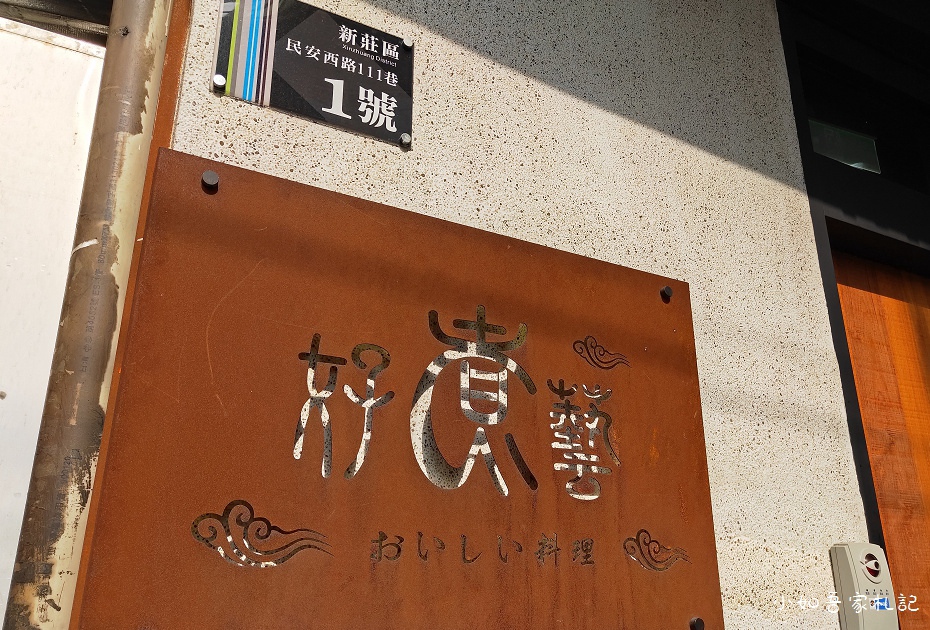 新莊區
Xinzhuang District
民安西路111巷
1號
好煮藝
おいしい料理
小如吾家札記